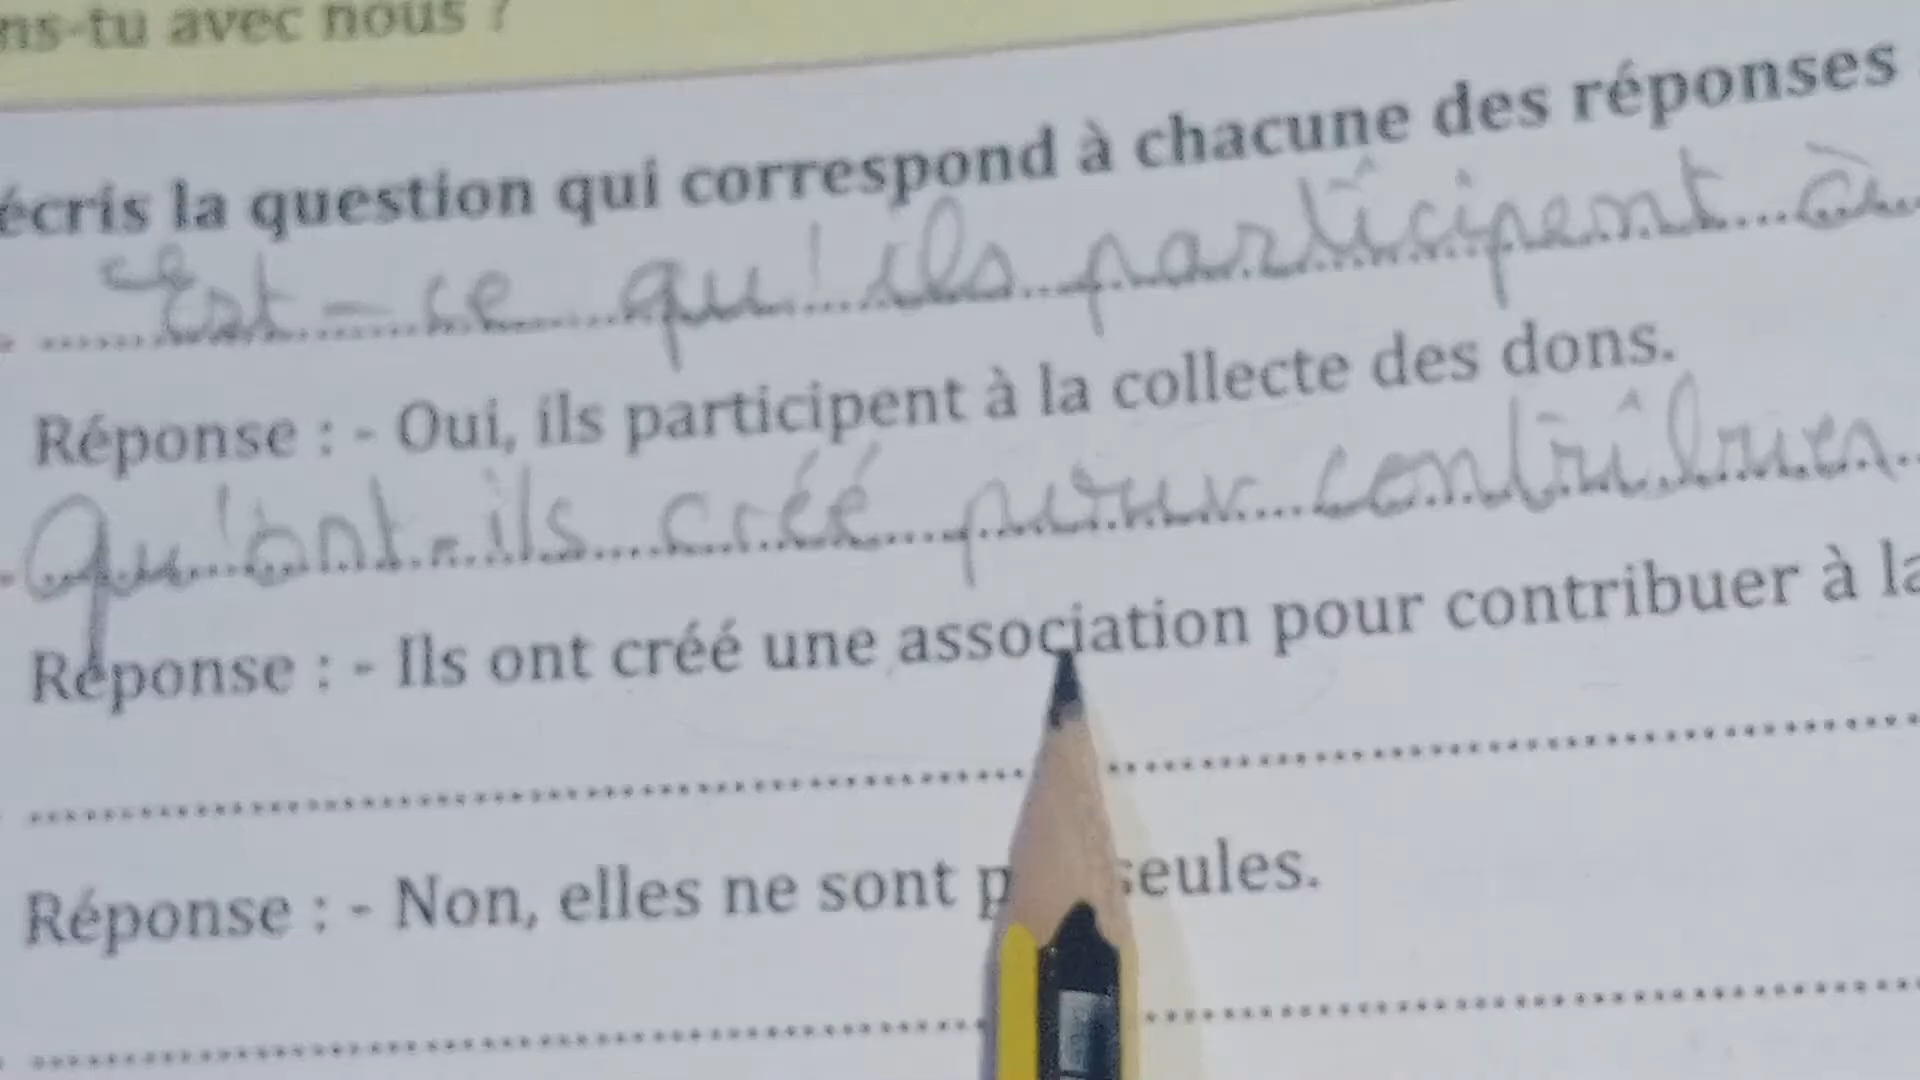 ns-tu avec nous ?
écris la question qui correspond à chacune des réponses
Est-ce qu'ils participent à
Réponse : - Oui, ils participent à la collecte des dons.
Qu'ont-ils créé pour contribuer
Réponse : - Ils ont créé une association pour contribuer à la
Réponse : - Non, elles ne sont seules.